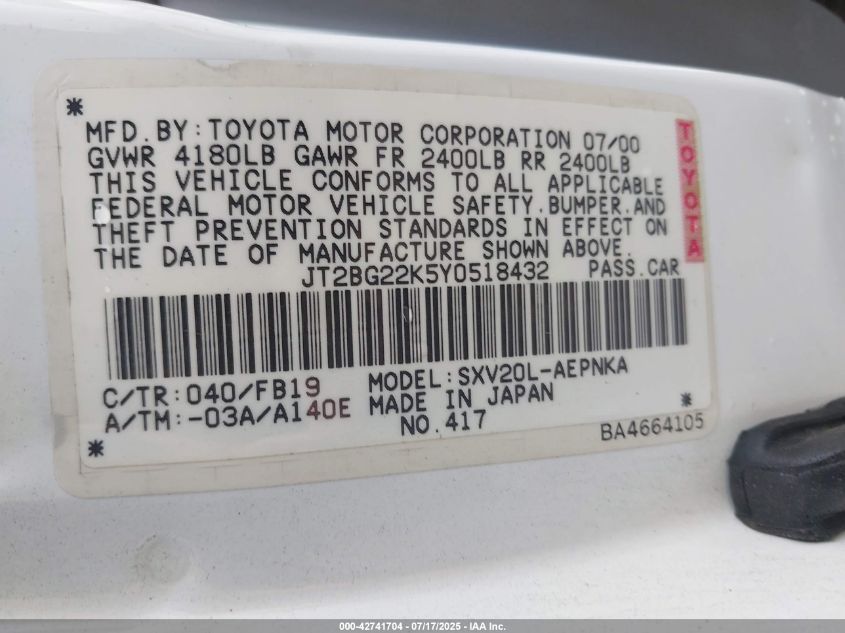 MFD.BY:TOYOTA MOTOR CORPORATION 07/00
GVWR 4180LB GAWR FR 2400LB RR 2400LB
THIS VEHICLE CONFORMS TO ALL APPLICABLE
FEDERAL MOTOR VEHICLE SAFETY.BUMPER.AND
THEFT PREVENTION STANDARDS IN EFFECT ON
THE DATE OF MANUFACTURE SHOWN ABOVE.
JT2BG22K5Y0518432 PASS.CAR
TOYOTA
C/TR:040/FB19 MODEL:SXV20L-AEPNKA
A/TM:-03A/A140E MADE IN JAPAN
NO.417
BA4664105
000-42741704 - 07/17/2025 - IAA Inc.